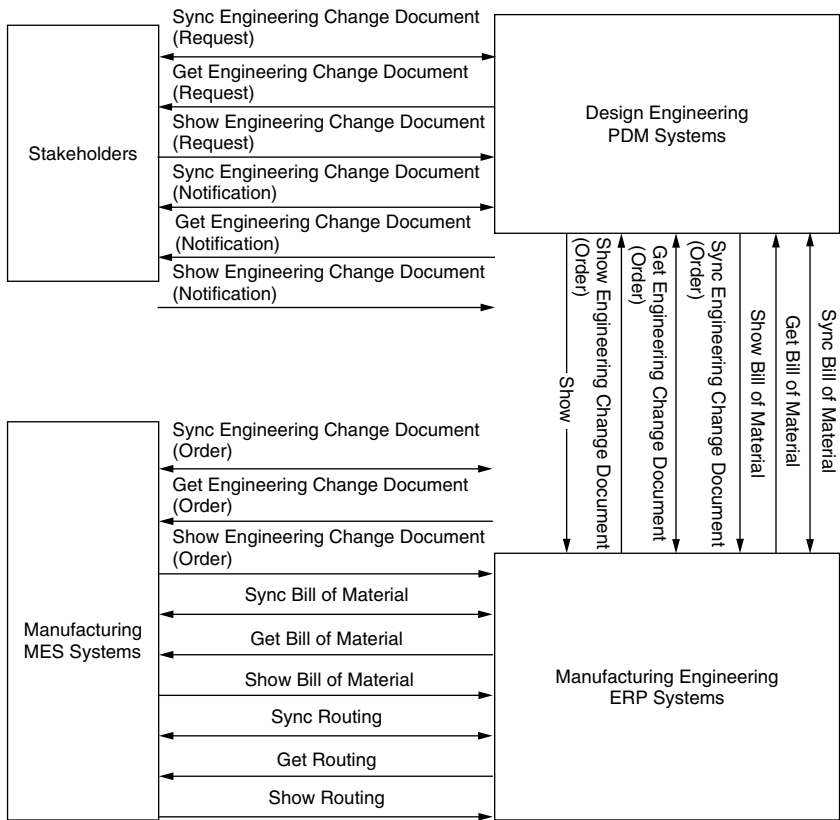 Sync Engineering Change Document
(Request)
Get Engineering Change Document
(Request)
Show Engineering Change Document
(Request)
Sync Engineering Change Document
(Notification)
Get Engineering Change Document
(Notification)
Show Engineering Change Document
(Notification)
Stakeholders
Design Engineering
PDM Systems
Show
Show Engineering Change Document
(Order)
Get Engineering Change Document
(Order)
Sync Engineering Change Document
(Order)
Show Bill of Material
Get Bill of Material
Sync Bill of Material
Sync Engineering Change Document
(Order)
Get Engineering Change Document
(Order)
Show Engineering Change Document
(Order)
Sync Bill of Material
Get Bill of Material
Show Bill of Material
Sync Routing
Get Routing
Show Routing
Manufacturing
MES Systems
Manufacturing Engineering
ERP Systems